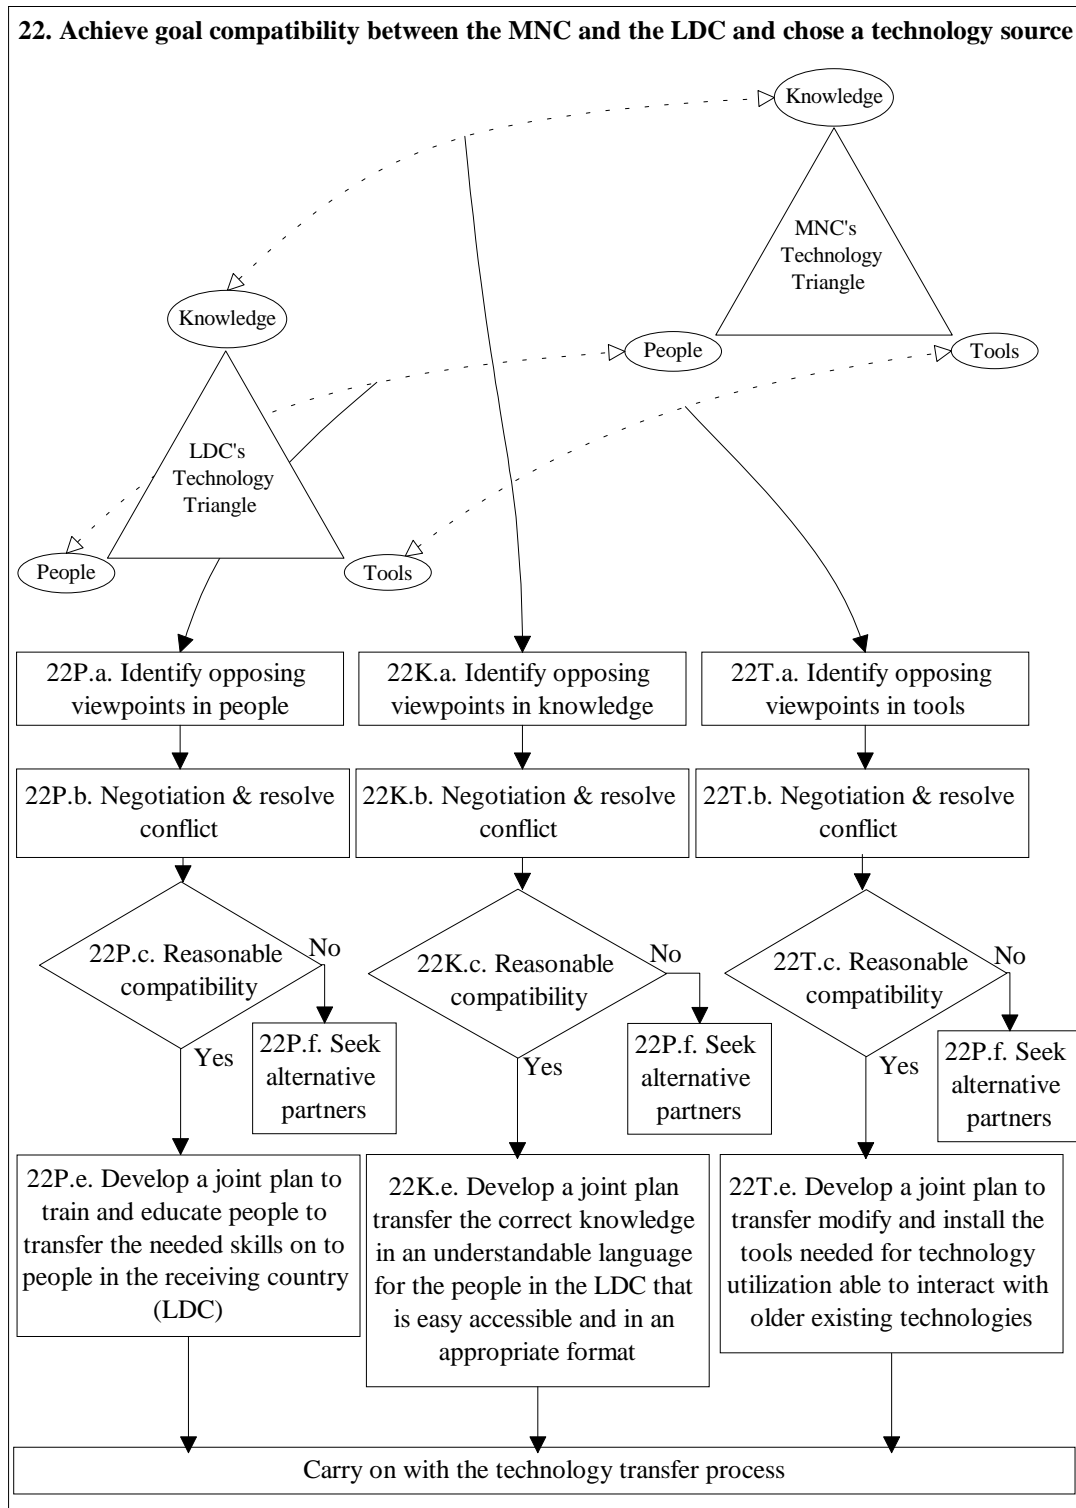 22. Achieve goal compatibility between the MNC and the LDC and chose a technology source
Knowledge
MNC's
Technology
Triangle
People
Tools
Knowledge
LDC's
Technology
Triangle
People
Tools
22P.a. Identify opposing
viewpoints in people
22K.a. Identify opposing
viewpoints in knowledge
22T.a. Identify opposing
viewpoints in tools
22P.b. Negotiation & resolve
conflict
22K.b. Negotiation & resolve
conflict
22T.b. Negotiation & resolve
conflict
22P.c. Reasonable
compatibility
No
Yes
22P.f. Seek
alternative
partners
22K.c. Reasonable
compatibility
No
Yes
22P.f. Seek
alternative
partners
22T.c. Reasonable
compatibility
No
Yes
22P.f. Seek
alternative
partners
22P.e. Develop a joint plan to
train and educate people to
transfer the needed skills on to
people in the receiving country
(LDC)
22K.e. Develop a joint plan
transfer the correct knowledge
in an understandable language
for the people in the LDC that
is easy accessible and in an
appropriate format
22T.e. Develop a joint plan to
transfer modify and install the
tools needed for technology
utilization able to interact with
older existing technologies
Carry on with the technology transfer process